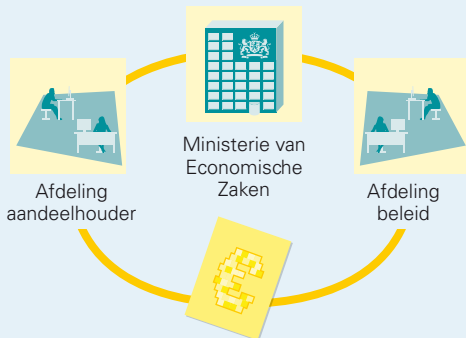 Ministerie van
Economische
Zaken
Afdeling
aandeelhouder
Afdeling
beleid